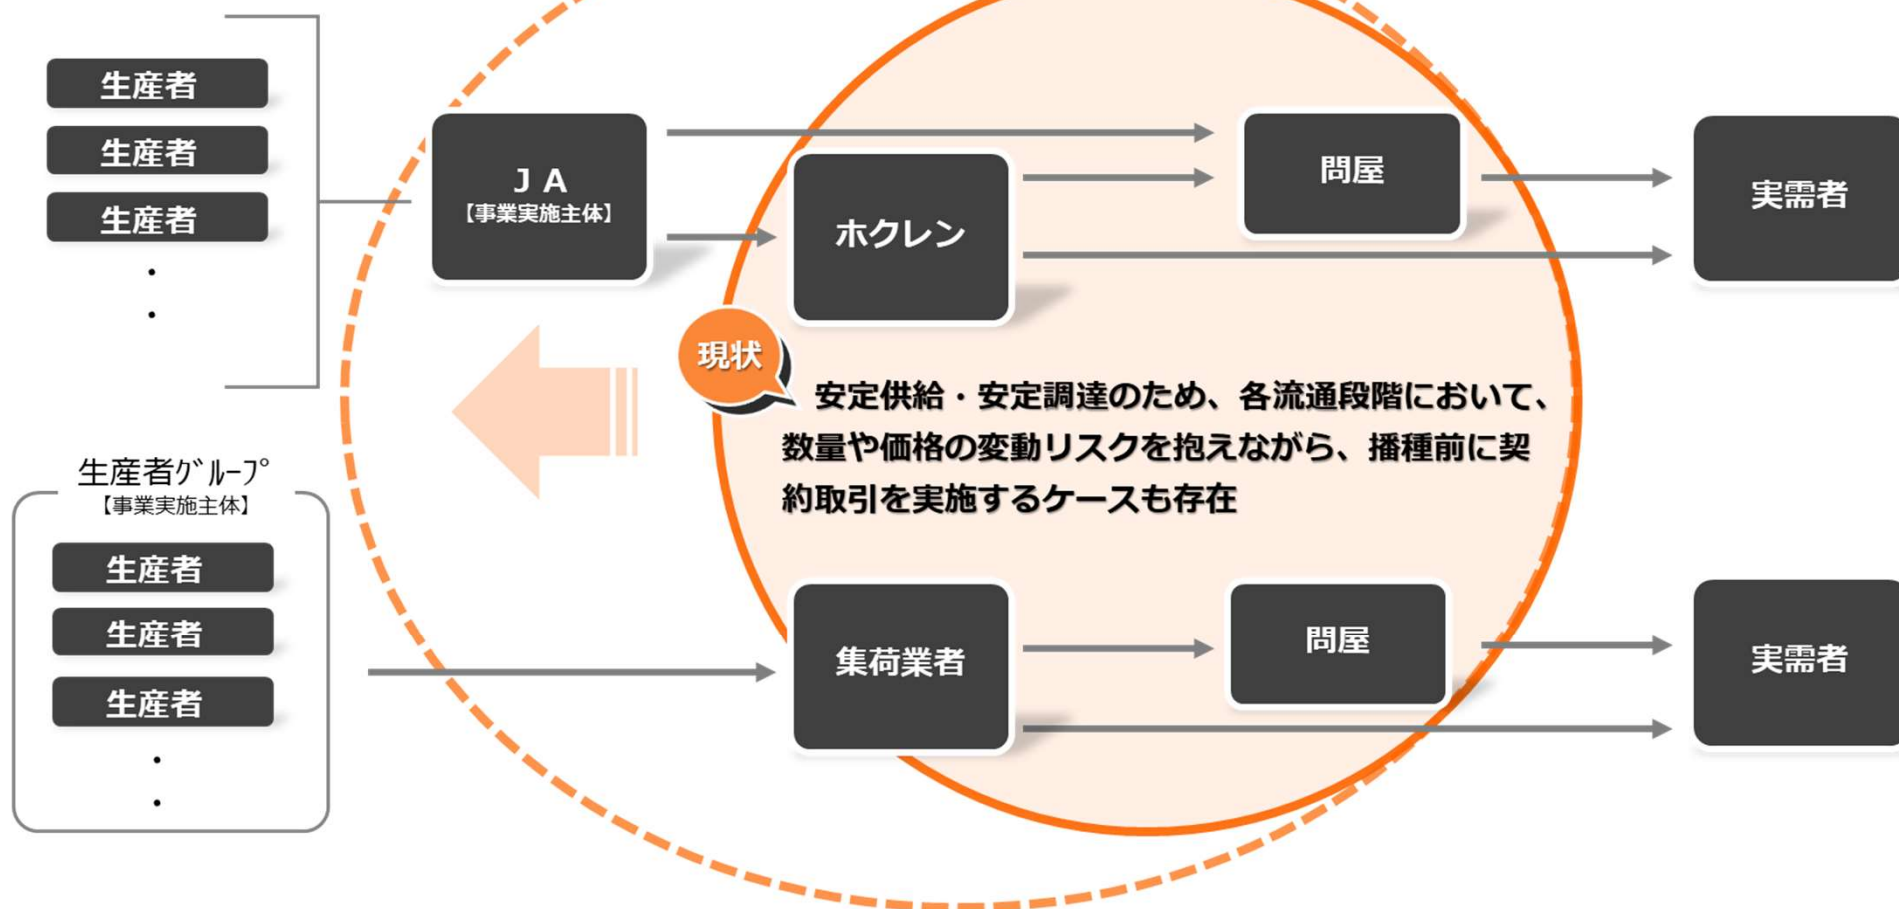 生産者
生産者
生産者
・
・
ＪＡ
【事業実施主体】
ホクレン
問屋
実需者
現状
安定供給・安定調達のため、各流通段階において、
数量や価格の変動リスクを抱えながら、播種前に契
約取引を実施するケースも存在
生産者ｸﾞﾙｰﾌﾟ
【事業実施主体】
生産者
生産者
生産者
・
・
集荷業者
問屋
実需者